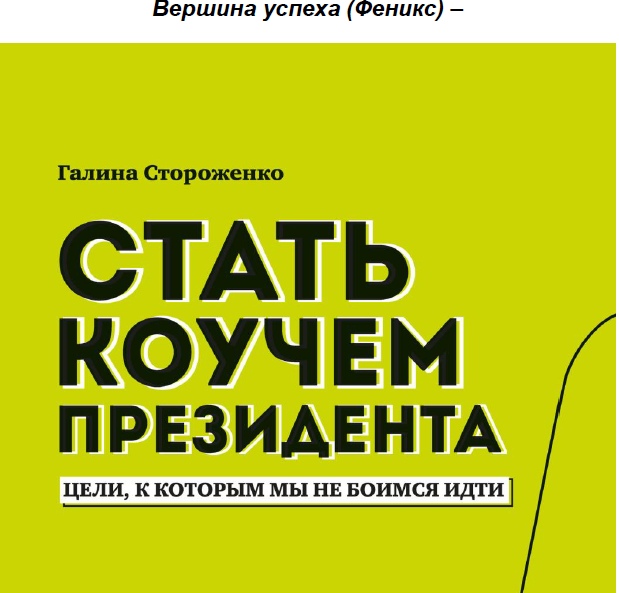 Вершина успеха (Феникс) –
Галина Стороженко
СТАТЬ
КОУЧЕМ
ПРЕЗИДЕНТА
ЦЕЛИ, К КОТОРЫМ МЫ НЕ БОИМСЯ ИДТИ